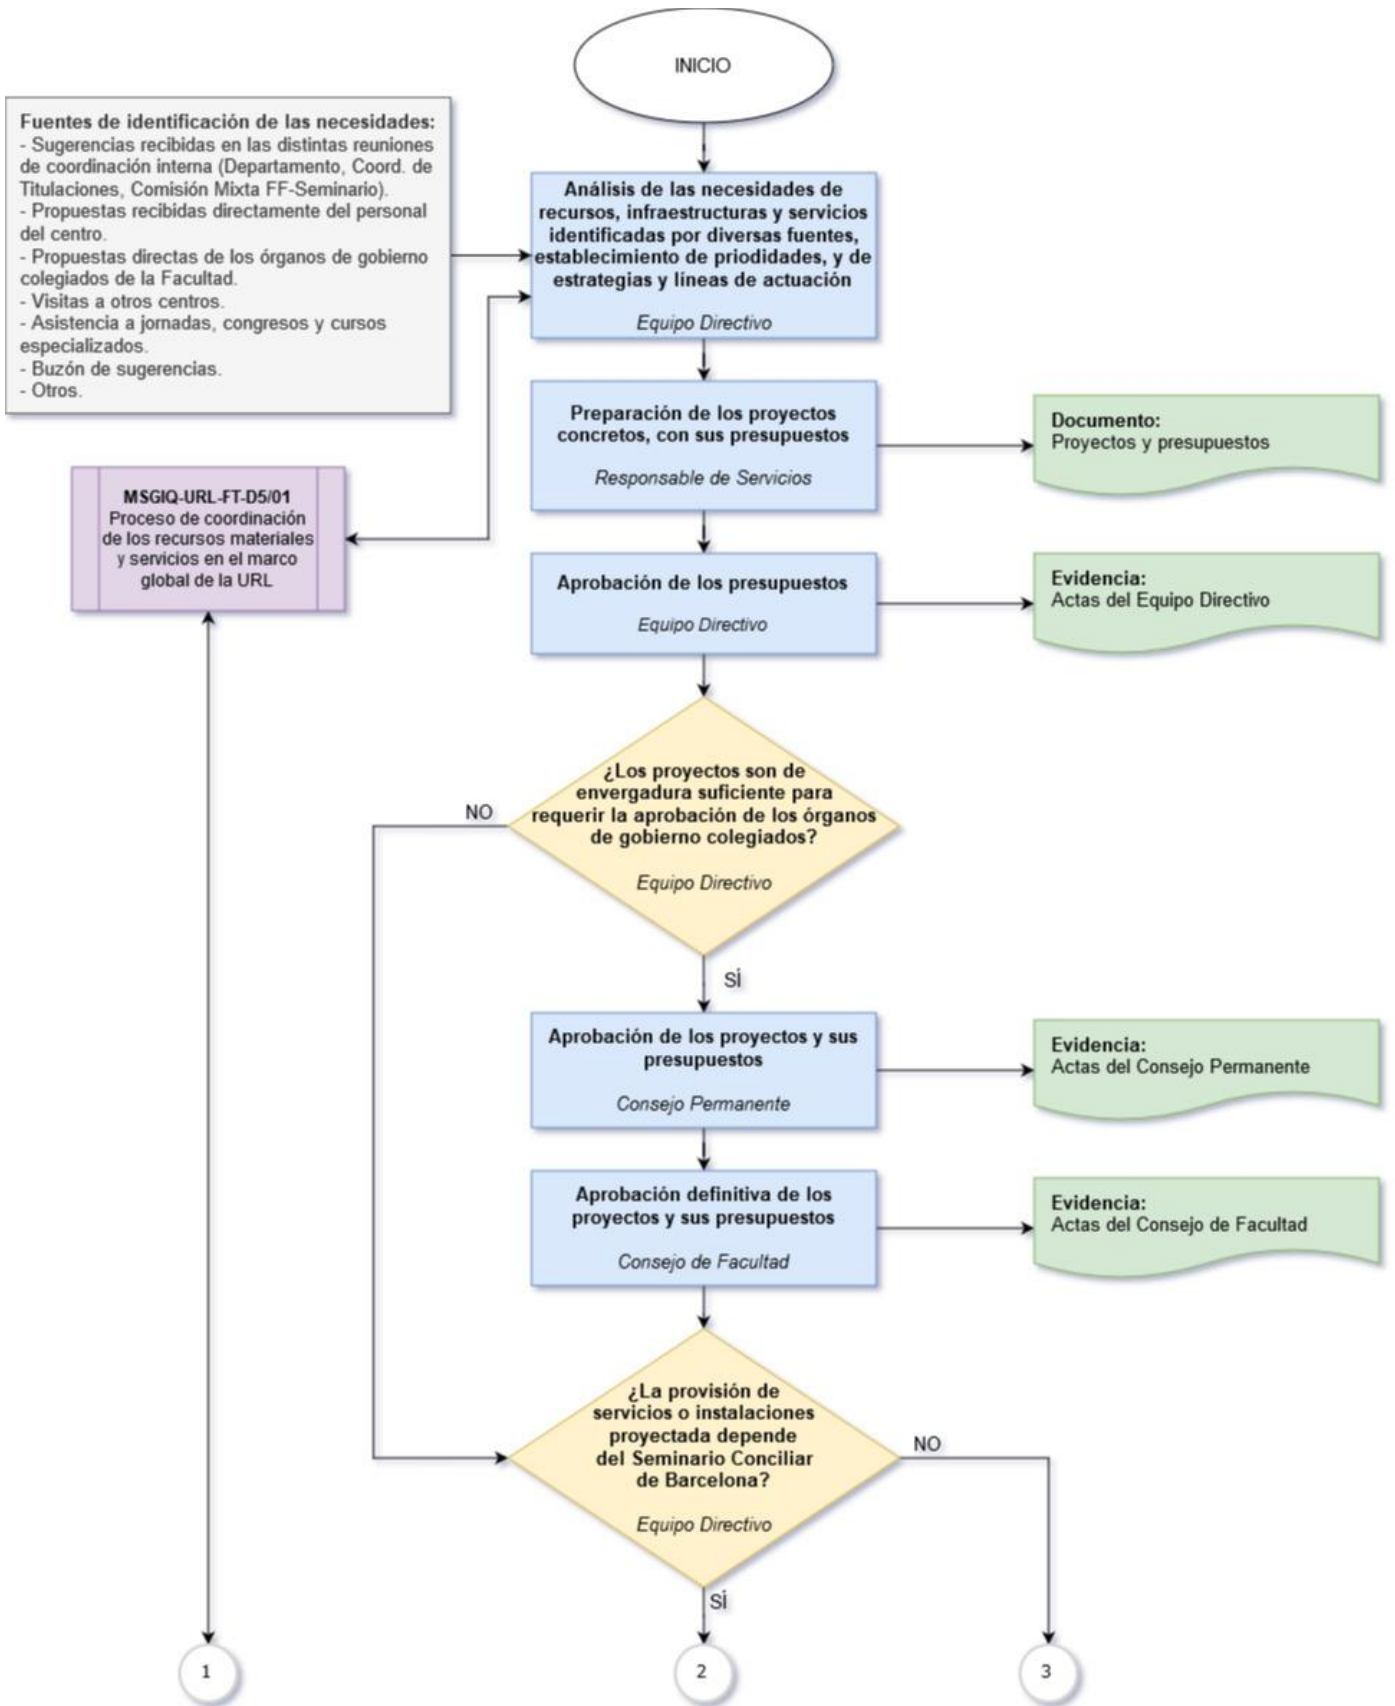 INICIO
Fuentes de identificación de las necesidades:
- Sugerencias recibidas en las distintas reuniones
de coordinación interna (Departamento, Coord. de
Titulaciones, Comisión Mixta FF-Seminario).
- Propuestas recibidas directamente del personal
del centro.
- Propuestas directas de los órganos de gobierno
colegiados de la Facultad.
- Visitas a otros centros.
- Asistencia a jornadas, congresos y cursos
especializados.
- Buzón de sugerencias.
- Otros.
Análisis de las necesidades de
recursos, infraestructuras y servicios
identificadas por diversas fuentes,
establecimiento de priodidades, y de
estrategias y líneas de actuación
Equipo Directivo
Preparación de los proyectos
concretos, con sus presupuestos
Responsable de Servicios
Documento:
Proyectos y presupuestos
MSGIQ-URL-FT-D5/01
Proceso de coordinación
de los recursos materiales
y servicios en el marco
global de la URL
Aprobación de los presupuestos
Equipo Directivo
Evidencia:
Actas del Equipo Directivo
¿Los proyectos son de
envergadura suficiente para
requerir la aprobación de los órganos
de gobierno colegiados?
Equipo Directivo
NO
SÍ
Aprobación de los proyectos y sus
presupuestos
Consejo Permanente
Evidencia:
Actas del Consejo Permanente
Aprobación definitiva de los
proyectos y sus presupuestos
Consejo de Facultad
Evidencia:
Actas del Consejo de Facultad
¿La provisión de
servicios o instalaciones
proyectada depende
del Seminario Conciliar
de Barcelona?
Equipo Directivo
NO
SÍ
1
2
3